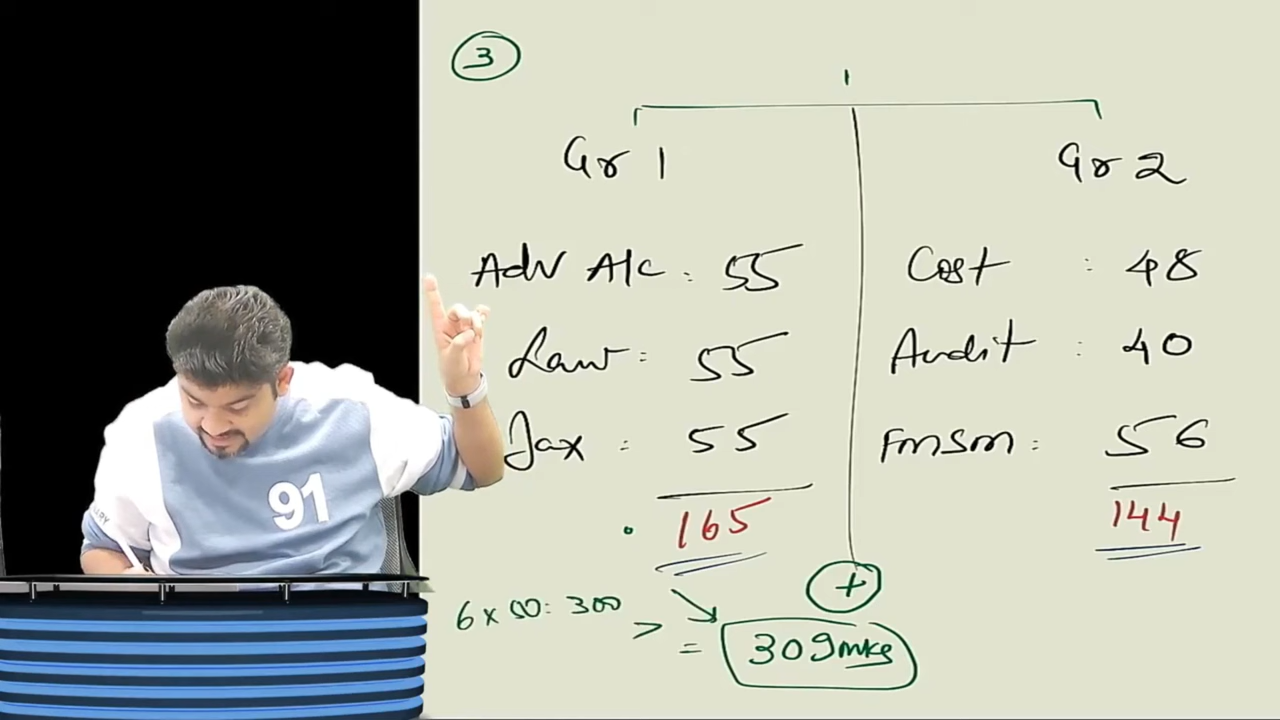 3
Gr 1
Adv A/c : 55
Law : 55
Tax : 55
165
Gr 2
Cost : 48
Audit : 40
FmSm : 56
144
+
6 x 50: 300 > = 309 mks
91